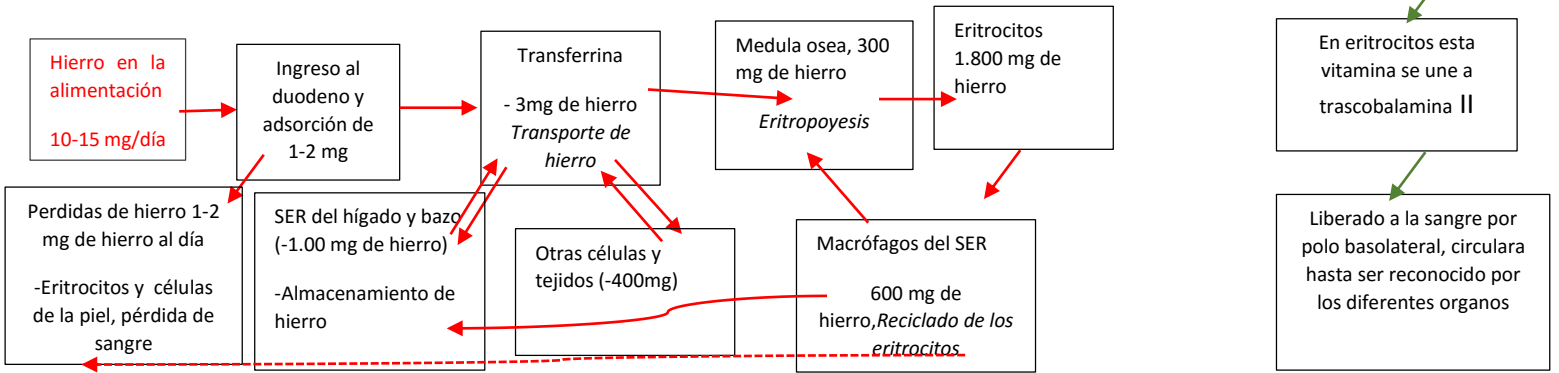 Hierro en la
alimentación
10-15 mg/día
Ingreso al
duodeno y
adsorción de
1-2 mg
Transferrina
- 3mg de hierro
Transporte de
hierro
Medula osea, 300
mg de hierro
Eritropoyesis
Eritrocitos
1.800 mg de
hierro
Perdidas de hierro 1-2
mg de hierro al día
-Eritrocitos y células
de la piel, pérdida de
sangre
SER del hígado y bazo
(-1.00 mg de hierro)
-Almacenamiento de
hierro
Otras células y
tejidos (-400mg)
Macrófagos del SER
600 mg de
hierro,Reciclado de los
eritrocitos
En eritrocitos esta
vitamina se une a
trascobalamina II
Liberado a la sangre por
polo basolateral, circulara
hasta ser reconocido por
los diferentes organos